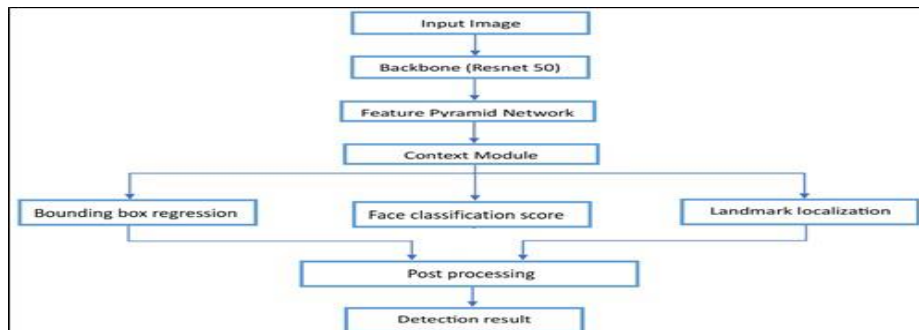 Input Image
Backbone (Resnet 50)
Feature Pyramid Network
Context Module
Bounding box regression
Face classification score
Landmark localization
Post processing
Detection result